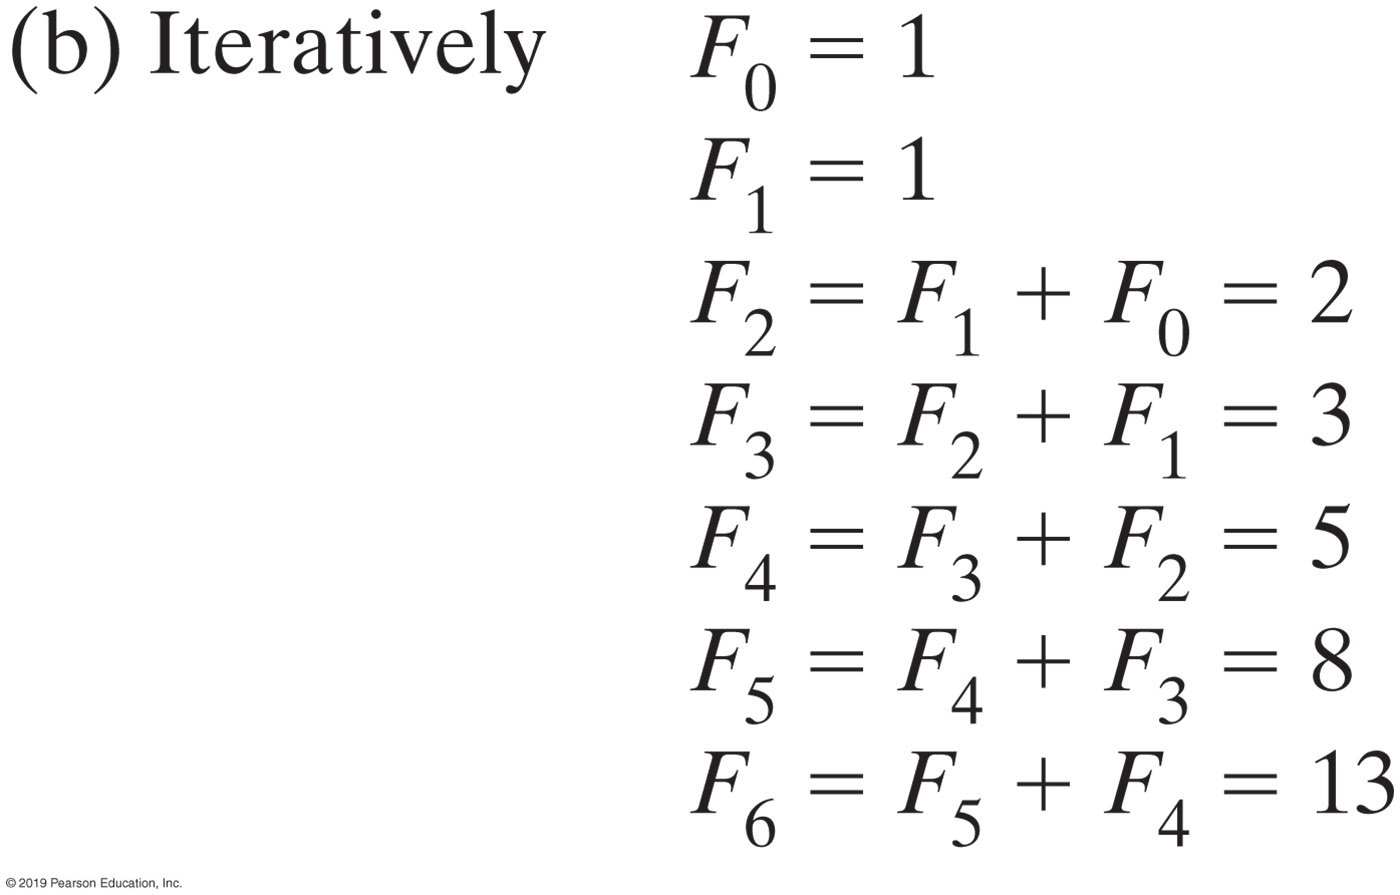 (b) Iteratively F₀ = 1
F₁ = 1
F₂ = F₁ + F₀ = 2
F₃ = F₂ + F₁ = 3
F₄ = F₃ + F₂ = 5
F₅ = F₄ + F₃ = 8
F₆ = F₅ + F₄ = 13
© 2019 Pearson Education, Inc.